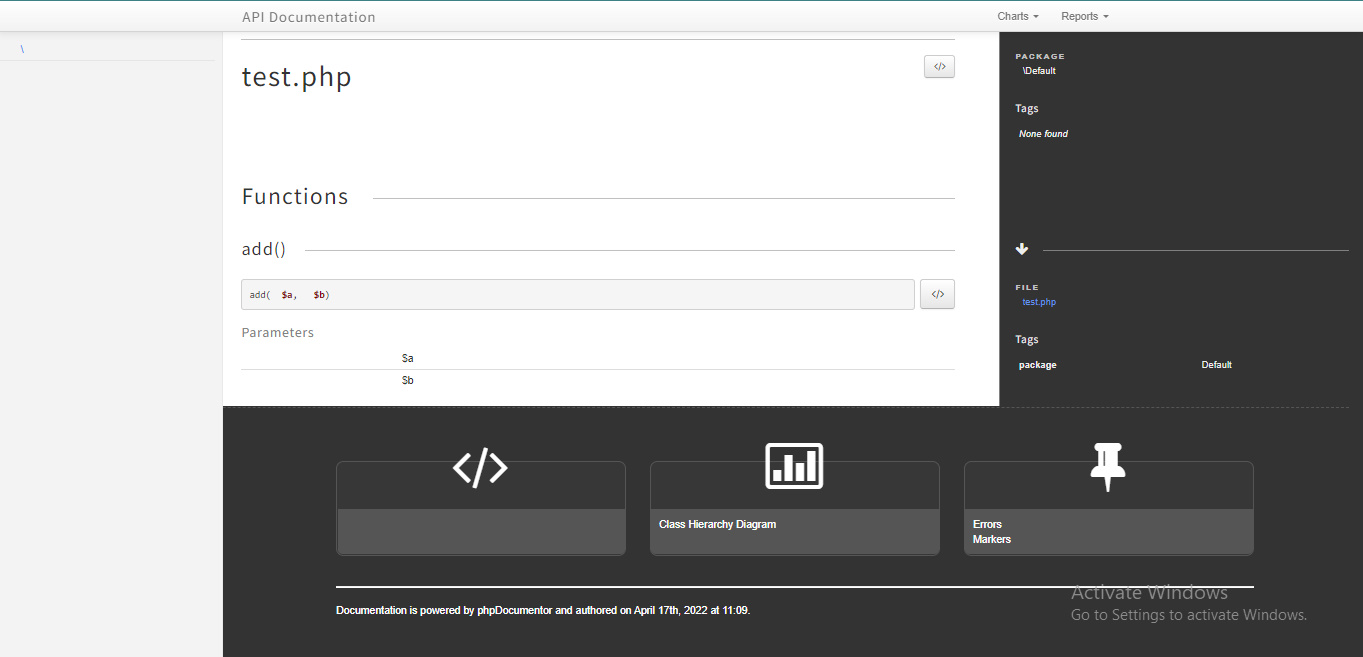 API Documentation
Charts
Reports
\
test.php
</>
Functions
add()
add( $a, $b)
</>
Parameters
$a
$b
PACKAGE
\Default
Tags
None found
FILE
test.php
Tags
package Default
</>
Class Hierarchy Diagram
Errors
Markers
Documentation is powered by phpDocumentor and authored on April 17th, 2022 at 11:09.
Activate Windows
Go to Settings to activate Windows.